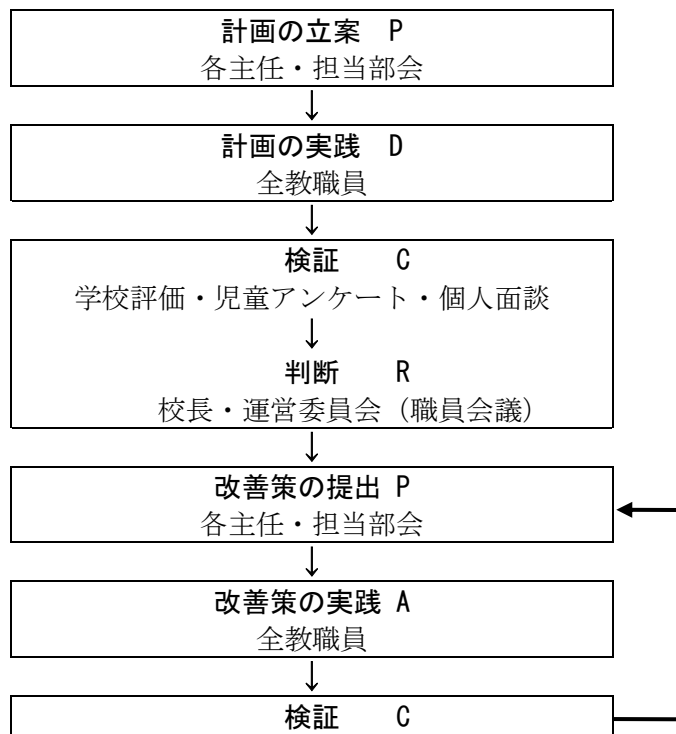 計画の立案　P
各主任・担当部会
↓
計画の実践　D
全教職員
↓
検証　　C
学校評価・児童アンケート・個人面談
↓
判断　　R
校長・運営委員会（職員会議）
↓
改善策の提出 P
各主任・担当部会
↓
改善策の実践 A
全教職員
↓
検証　　C